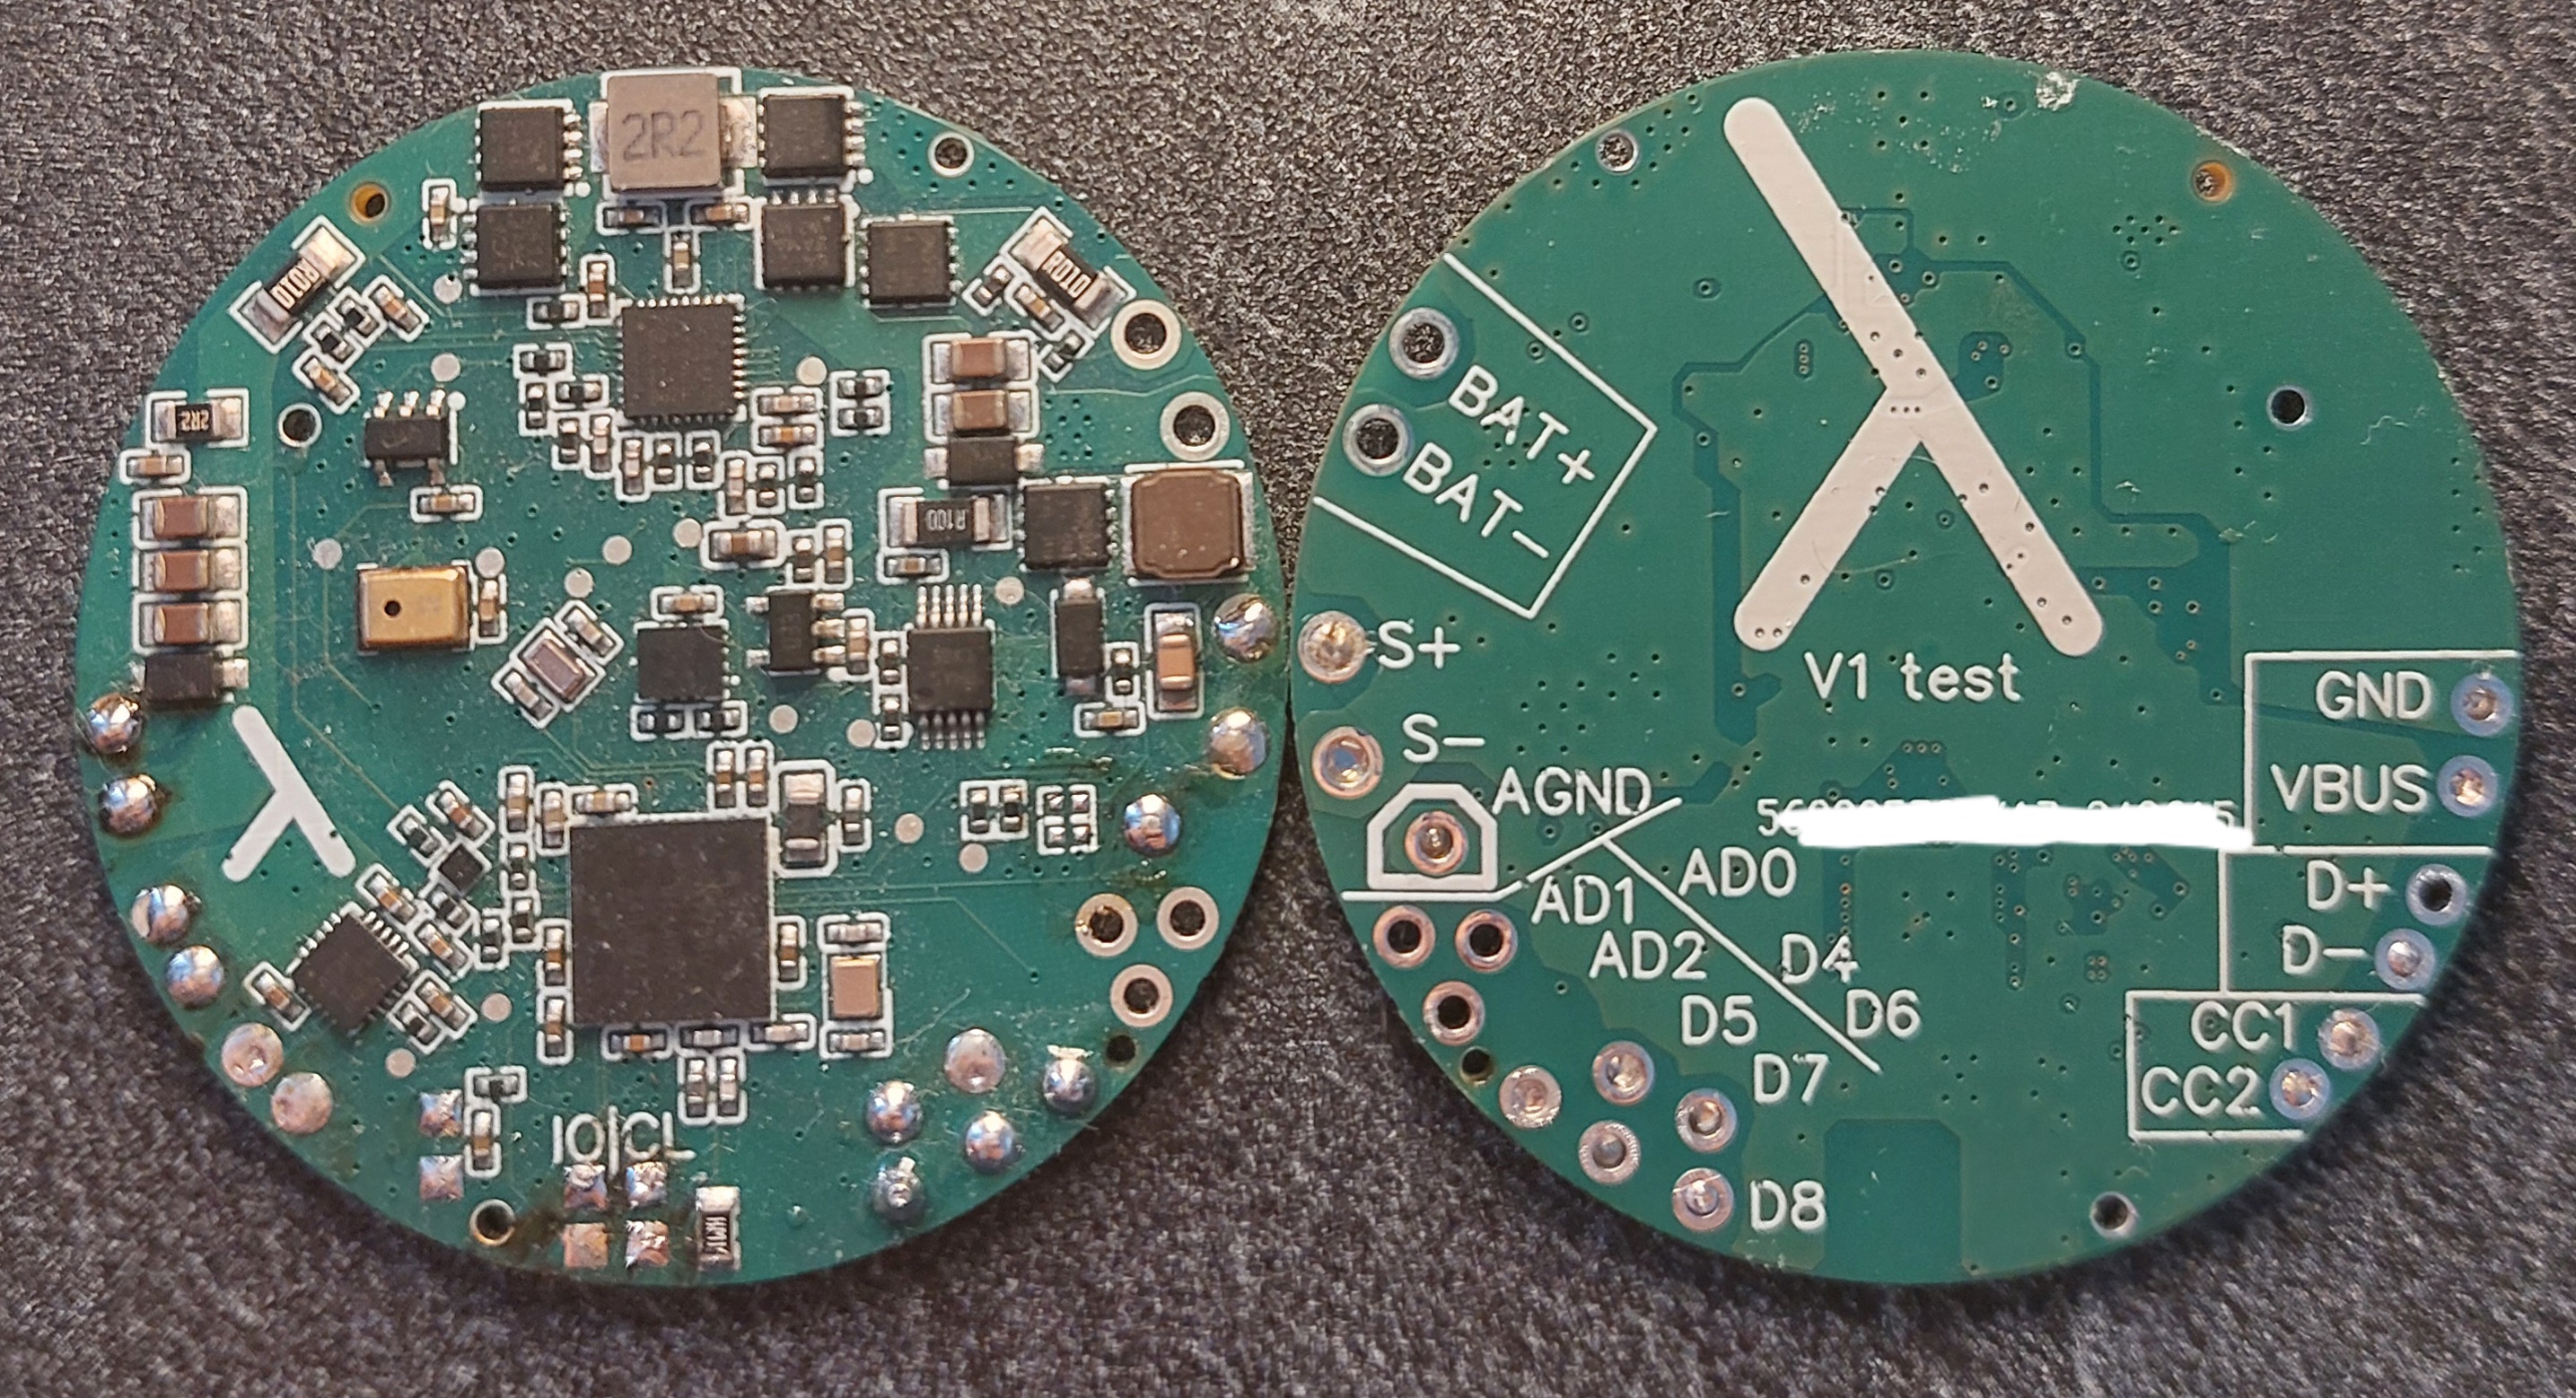 2R2
R010
R010
2R2
R100
IO|CL
BAT+
BAT-
S+
S-
V1 test
GND
VBUS
AGND
AD0
AD1
AD2
D+
D-
D4
D5
D6
D7
D8
CC1
CC2